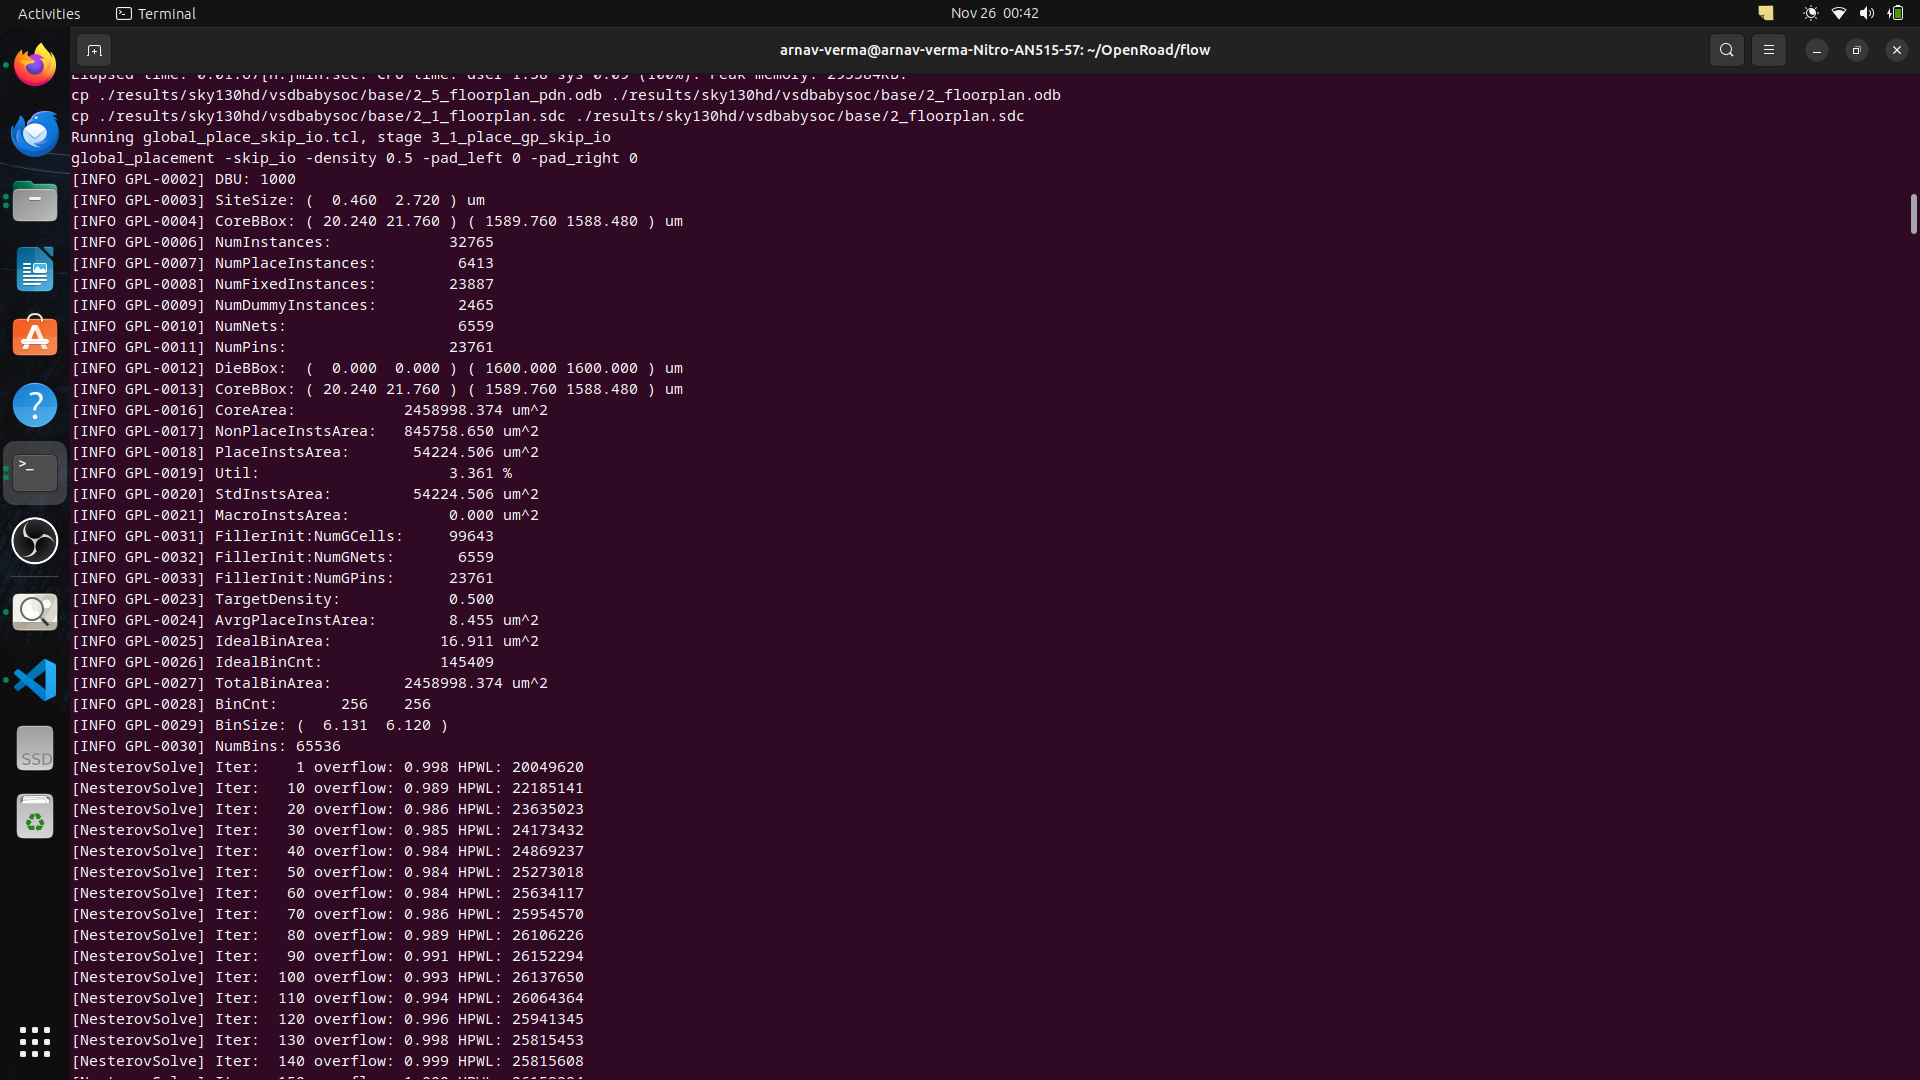 Activities
Terminal
Nov 26 00:42
arnav-verma@arnav-verma-Nitro-AN515-57: ~/OpenRoad/flow
Elapsed time: 0:01.67[h:]min:sec. CPU time: user 1.58 sys 0.09 (100%). Peak memory:
cp ./results/sky130hd/vsdbabysoc/base/2_5_floorplan_pdn.odb ./results/sky130hd/vsdbabysoc/base/2_floorplan.odb
cp ./results/sky130hd/vsdbabysoc/base/2_1_floorplan.sdc ./results/sky130hd/vsdbabysoc/base/2_floorplan.sdc
Running global_place_skip_io.tcl, stage 3_1_place_gp_skip_io
global_placement -skip_io -density 0.5 -pad_left 0 -pad_right 0
[INFO GPL-0002] DBU: 1000
[INFO GPL-0003] SiteSize: (  0.460  2.720 ) um
[INFO GPL-0004] CoreBBox: ( 20.240 21.760 ) ( 1589.760 1588.480 ) um
[INFO GPL-0006] NumInstances:             32765
[INFO GPL-0007] NumPlaceInstances:         6413
[INFO GPL-0008] NumFixedInstances:        23887
[INFO GPL-0009] NumDummyInstances:         2465
[INFO GPL-0010] NumNets:                   6559
[INFO GPL-0011] NumPins:                  23761
[INFO GPL-0012] DieBBox:  (  0.000  0.000 ) ( 1600.000 1600.000 ) um
[INFO GPL-0013] CoreBBox: ( 20.240 21.760 ) ( 1589.760 1588.480 ) um
[INFO GPL-0016] CoreArea:            2458998.374 um^2
[INFO GPL-0017] NonPlaceInstsArea:   845758.650 um^2
[INFO GPL-0018] PlaceInstsArea:       54224.506 um^2
[INFO GPL-0019] Util:                     3.361 %
[INFO GPL-0020] StdInstsArea:         54224.506 um^2
[INFO GPL-0021] MacroInstsArea:           0.000 um^2
[INFO GPL-0031] FillerInit:NumGCells:     99643
[INFO GPL-0032] FillerInit:NumGNets:       6559
[INFO GPL-0033] FillerInit:NumGPins:      23761
[INFO GPL-0023] TargetDensity:            0.500
[INFO GPL-0024] AvrgPlaceInstArea:        8.455 um^2
[INFO GPL-0025] IdealBinArea:            16.911 um^2
[INFO GPL-0026] IdealBinCnt:             145409
[INFO GPL-0027] TotalBinArea:        2458998.374 um^2
[INFO GPL-0028] BinCnt:       256    256
[INFO GPL-0029] BinSize: (  6.131  6.120 )
[INFO GPL-0030] NumBins: 65536
[NesterovSolve] Iter:    1 overflow: 0.998 HPWL: 20049620
[NesterovSolve] Iter:   10 overflow: 0.989 HPWL: 22185141
[NesterovSolve] Iter:   20 overflow: 0.986 HPWL: 23635023
[NesterovSolve] Iter:   30 overflow: 0.985 HPWL: 24173432
[NesterovSolve] Iter:   40 overflow: 0.984 HPWL: 24869237
[NesterovSolve] Iter:   50 overflow: 0.984 HPWL: 25273018
[NesterovSolve] Iter:   60 overflow: 0.984 HPWL: 25634117
[NesterovSolve] Iter:   70 overflow: 0.986 HPWL: 25954570
[NesterovSolve] Iter:   80 overflow: 0.989 HPWL: 26106226
[NesterovSolve] Iter:   90 overflow: 0.991 HPWL: 26152294
[NesterovSolve] Iter:  100 overflow: 0.993 HPWL: 26137650
[NesterovSolve] Iter:  110 overflow: 0.994 HPWL: 26064364
[NesterovSolve] Iter:  120 overflow: 0.996 HPWL: 25941345
[NesterovSolve] Iter:  130 overflow: 0.998 HPWL: 25815453
[NesterovSolve] Iter:  140 overflow: 0.999 HPWL: 25815608
SSD